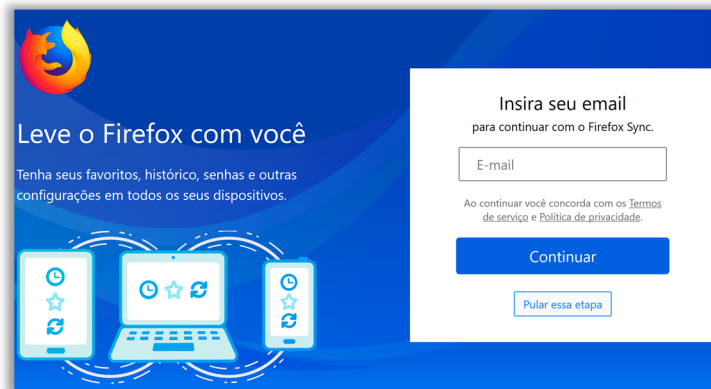 Leve o Firefox com você
Tenha seus favoritos, histórico, senhas e outras
configurações em todos os seus dispositivos.
Insira seu email
para continuar com o Firefox Sync.
E-mail
Ao continuar você concorda com os Termos
de serviço e Política de privacidade.
Continuar
Pular essa etapa